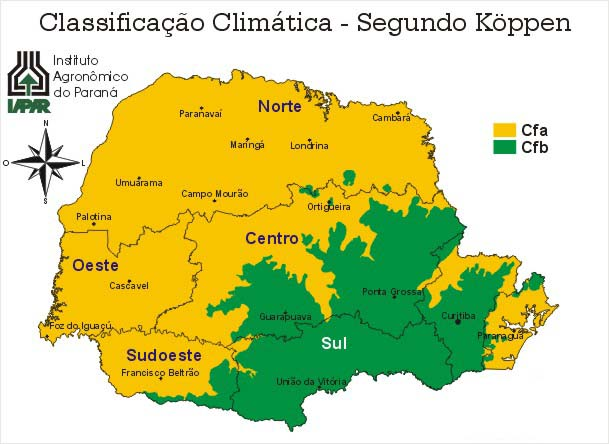 Classificação Climática - Segundo Köppen
Instituto
Agronômico
do Paraná
IAPAR
N
O
L
S
Cfa
Cfb
Norte
Paranavaí
Cambará
Maringá
Londrina
Umuarama
Campo Mourão
Ortigueira
Palotina
Centro
Oeste
Cascavel
Ponta Grossa
Guarapuava
Curitiba
Foz do Iguaçú
Paranaguá
Sul
Sudoeste
Francisco Beltrão
União da Vitória